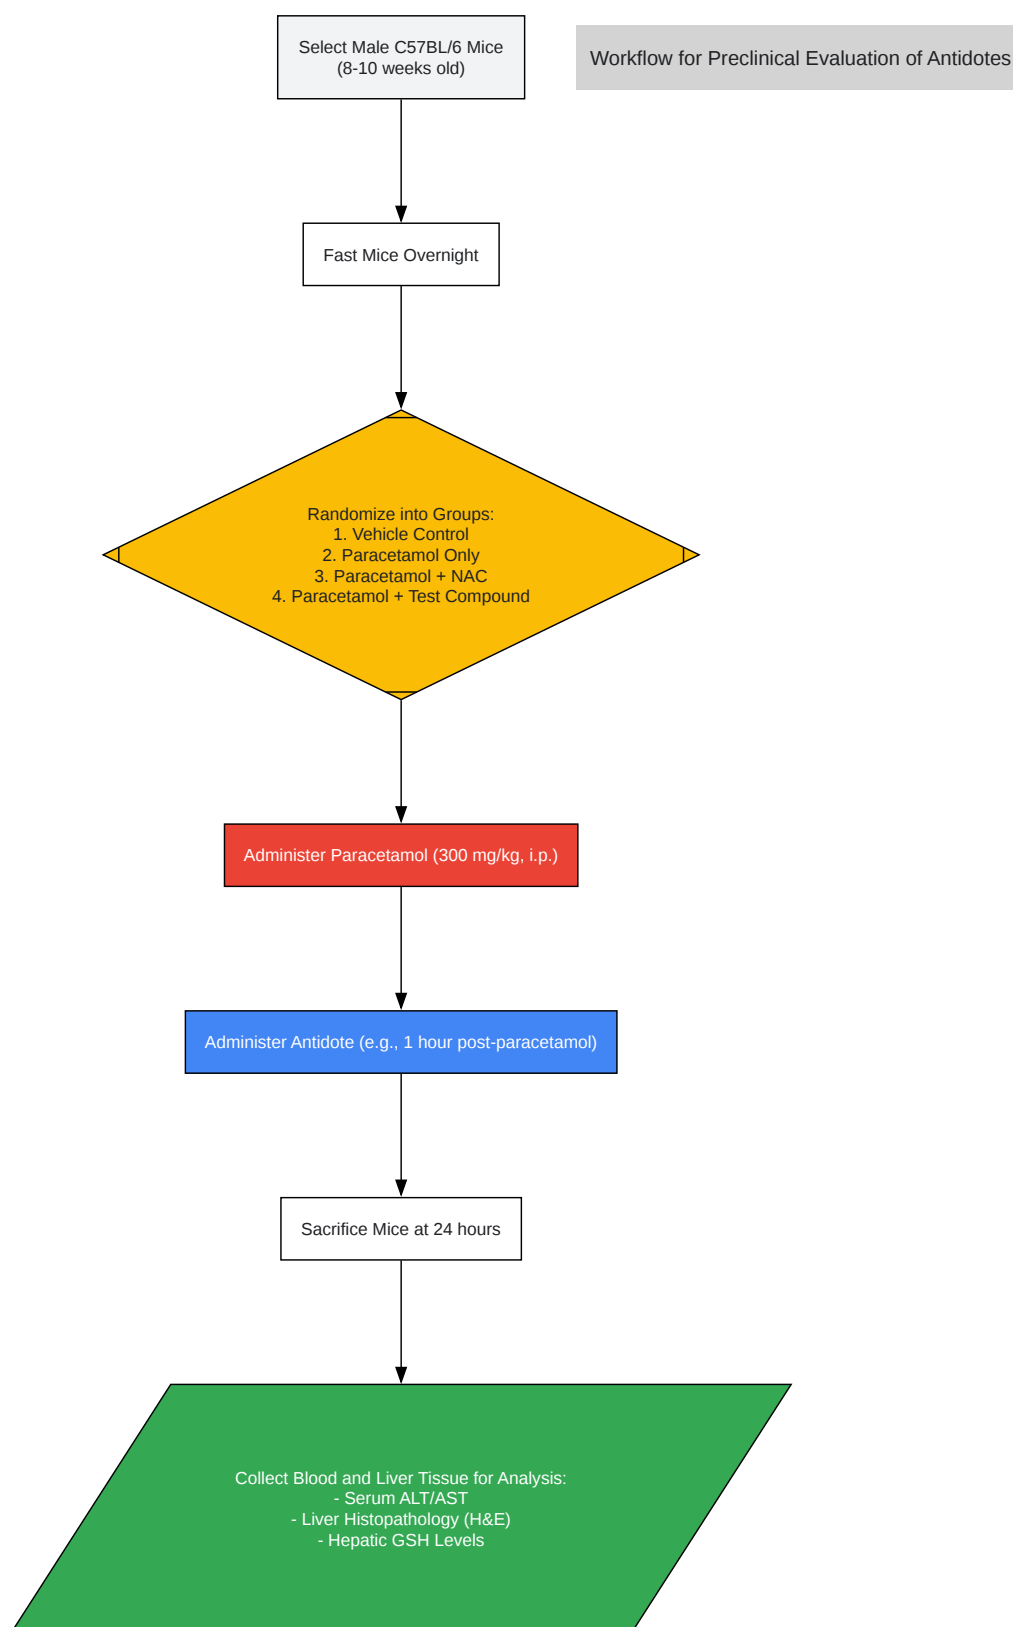 Select Male C57BL/6 Mice
(8-10 weeks old)
Workflow for Preclinical Evaluation of Antidotes
Fast Mice Overnight
Randomize into Groups:
1. Vehicle Control
2. Paracetamol Only
3. Paracetamol + NAC
4. Paracetamol + Test Compound
Administer Paracetamol (300 mg/kg, i.p.)
Administer Antidote (e.g., 1 hour post-paracetamol)
Sacrifice Mice at 24 hours
Collect Blood and Liver Tissue for Analysis:
- Serum ALT/AST
- Liver Histopathology (H&E)
- Hepatic GSH Levels